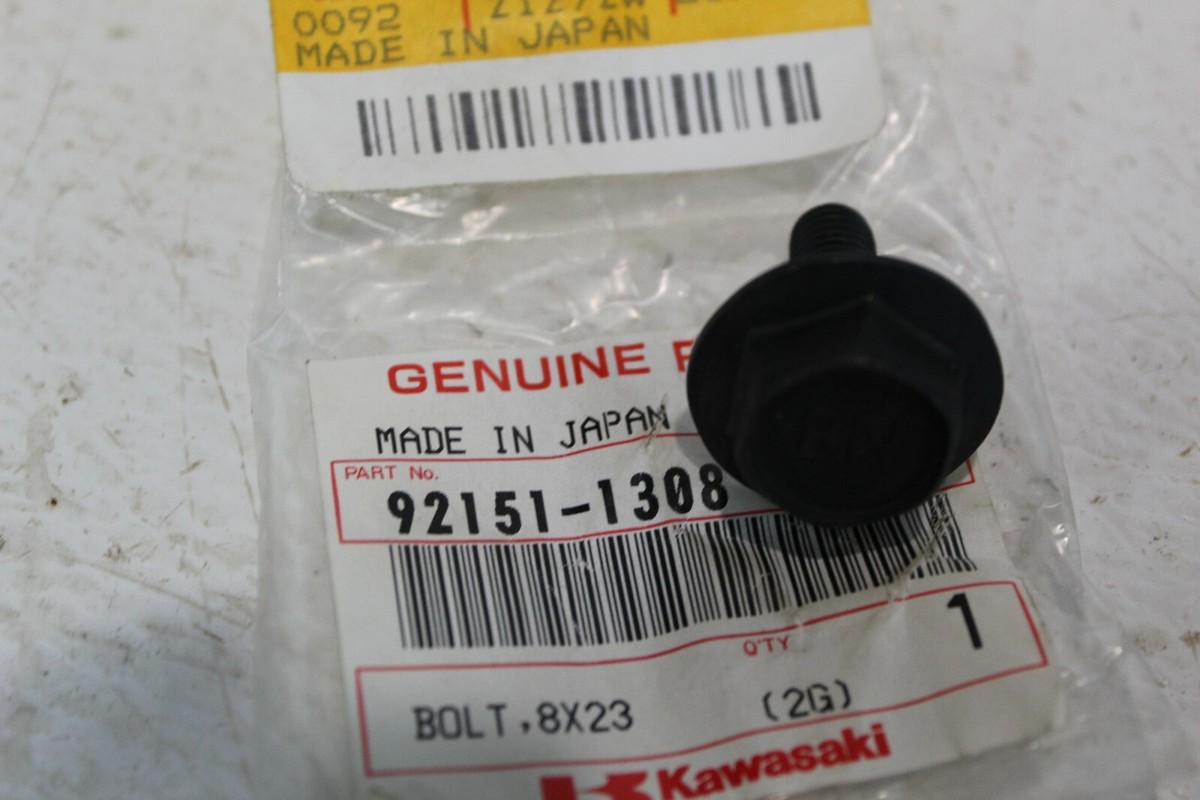 0092
MADE IN JAPAN
GENUINE
MADE IN JAPAN
PART No.
92151-1308
Q'TY 1
BOLT,8X23 (2G)
Kawasaki